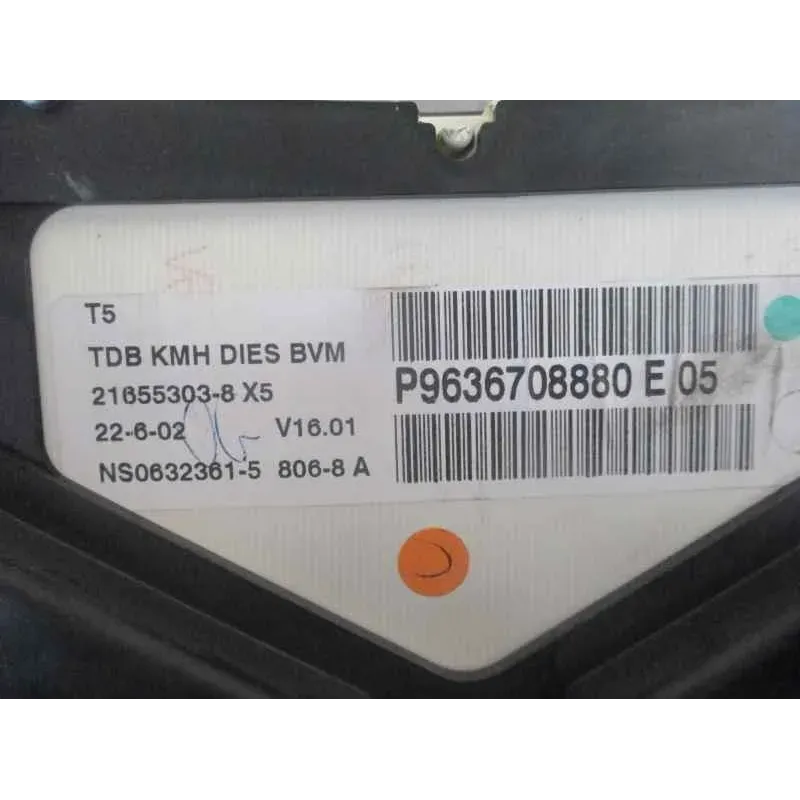 T5
TDB KMH DIES BVM
21655303-8 X5
22-6-02 V16.01
NS0632361-5 806-8 A
P9636708880 E 05